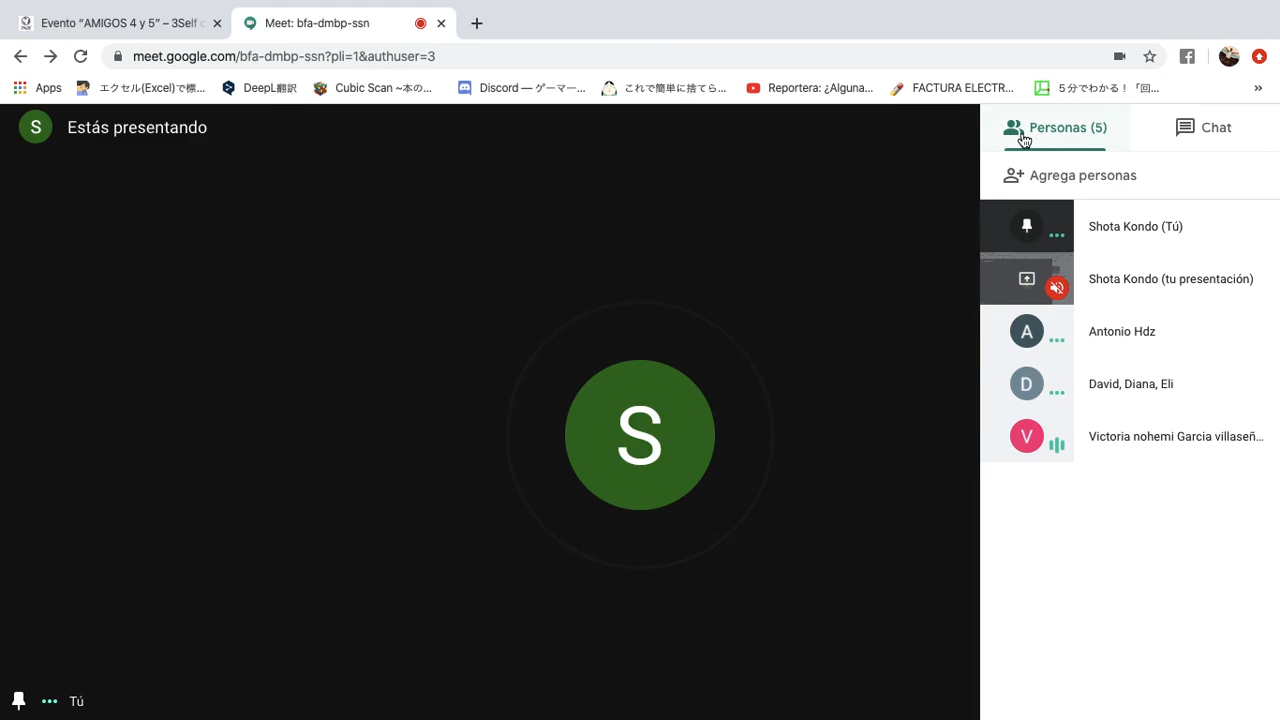 Evento “AMIGOS 4 y 5” – 3Self
Meet: bfa-dmbp-ssn
meet.google.com/bfa-dmbp-ssn?pli=1&authuser=3
Apps
エクセル(Excel)で標...
DeepL翻訳
Cubic Scan ~本の...
Discord — ゲーマー...
これで簡単に捨てら...
Reportera: ¿Alguna...
FACTURA ELECTR...
５分でわかる！「回...
»
S
Estás presentando
Personas (5)
Chat
Agrega personas
Shota Kondo (Tú)
Shota Kondo (tu presentación)
A
Antonio Hdz
D
David, Diana, Eli
V
Victoria nohemi Garcia villaseñ...
S
Tú